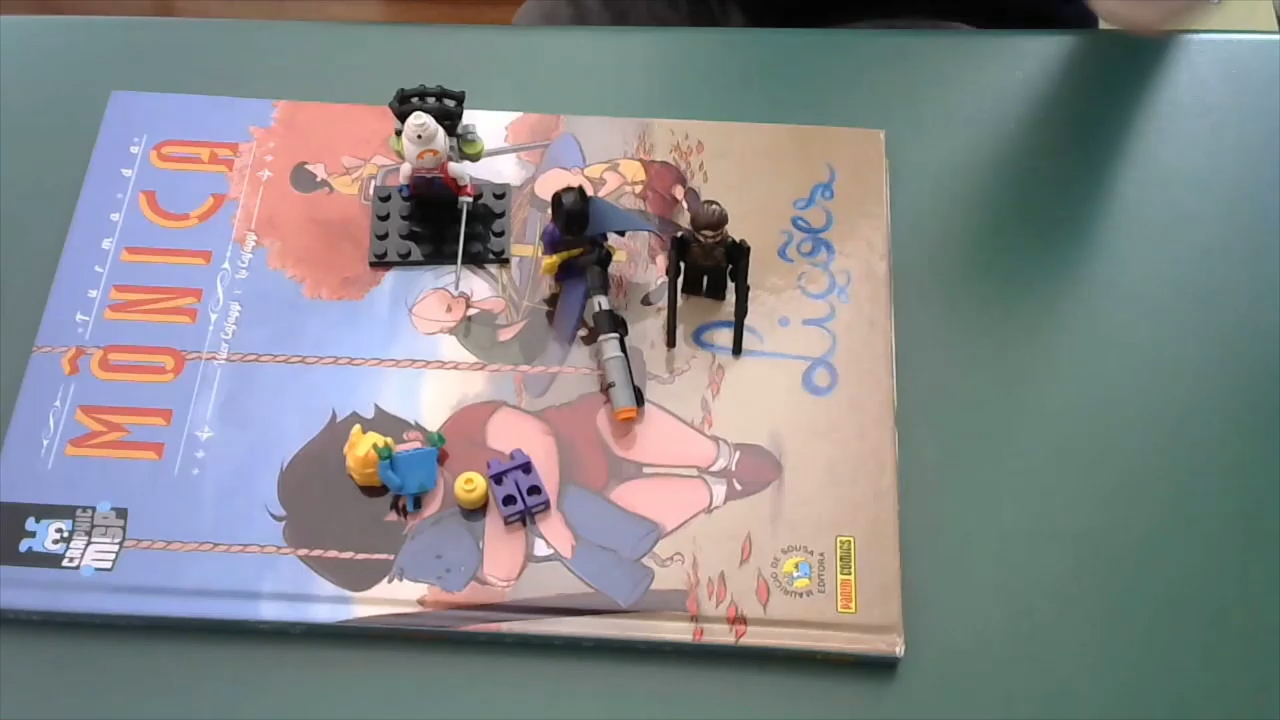 Turma da
MÔNICA
Vitor Cafaggi e Lu Cafaggi
Lições
GRAPHIC
MSP
MAURICIO DE SOUSA
EDITORA
PANINI COMICS